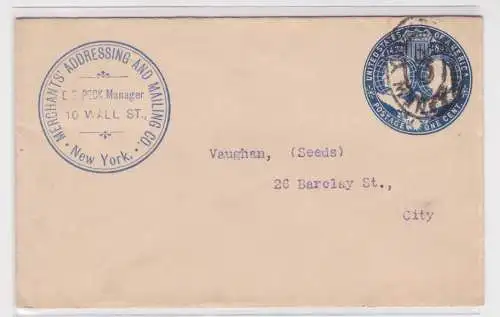 MERCHANTS' ADDRESSING AND MAILING CO.
PECK Manager
10 WALL ST.,
New York.
UNITED STATES OF AMERICA
POSTAGE ONE CENT.
Vaughan, (Seeds)
26 Barclay St.,
City